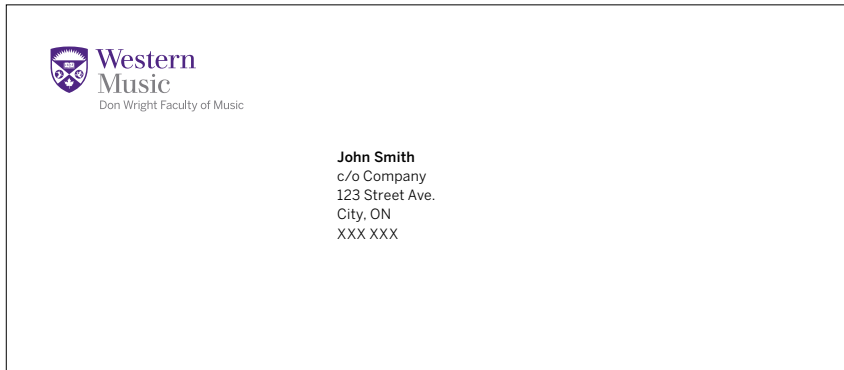 Western
Music
Don Wright Faculty of Music
John Smith
c/o Company
123 Street Ave.
City, ON
XXX XXX